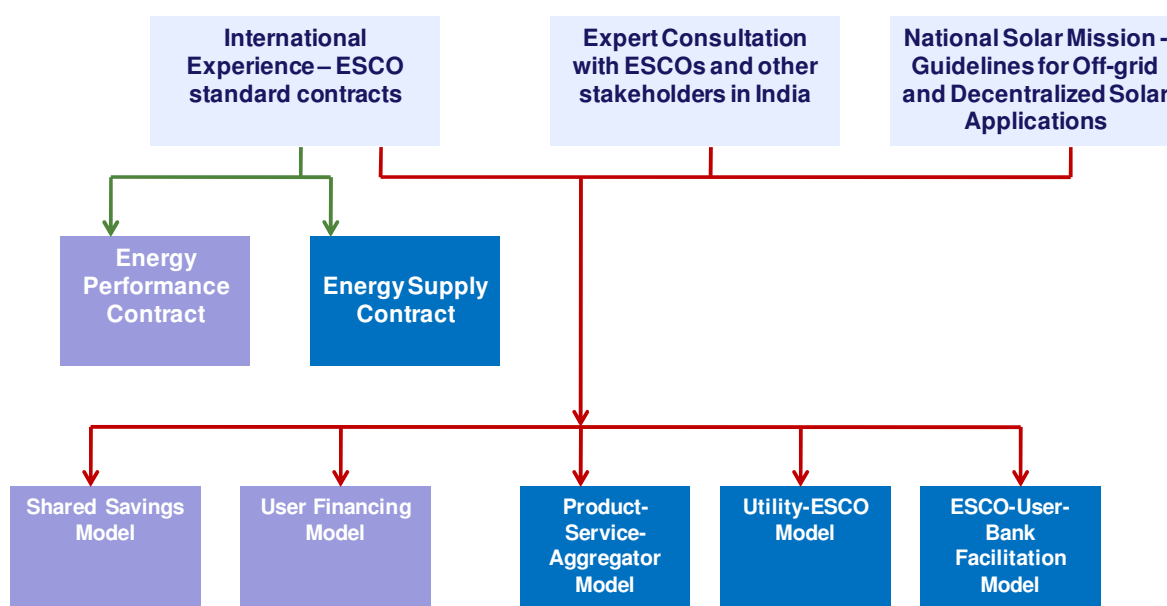 International
Experience – ESCO
standard contracts
Expert Consultation
with ESCOs and other
stakeholders in India
National Solar Mission –
Guidelines for Off-grid
and Decentralized Solar
Applications
Energy
Performance
Contract
Energy Supply
Contract
Shared Savings
Model
User Financing
Model
Product-
Service-
Aggregator
Model
Utility-ESCO
Model
ESCO-User-
Bank
Facilitation
Model